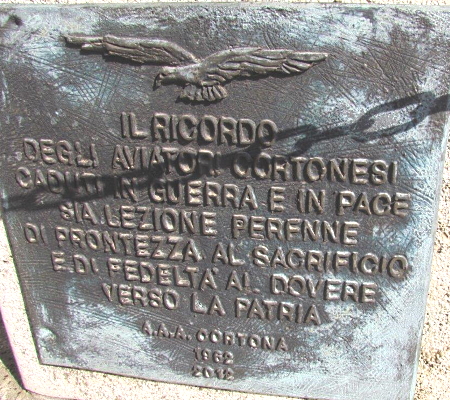 IL RICORDO
DEGLI AVIATORI CORTONESI
CADUTI IN GUERRA E IN PACE
SIA LEZIONE PERENNE
DI PRONTEZZA AL SACRIFICIO
E DI FEDELTA' AL DOVERE
VERSO LA PATRIA
A.A.A. CORTONA
1962
2012